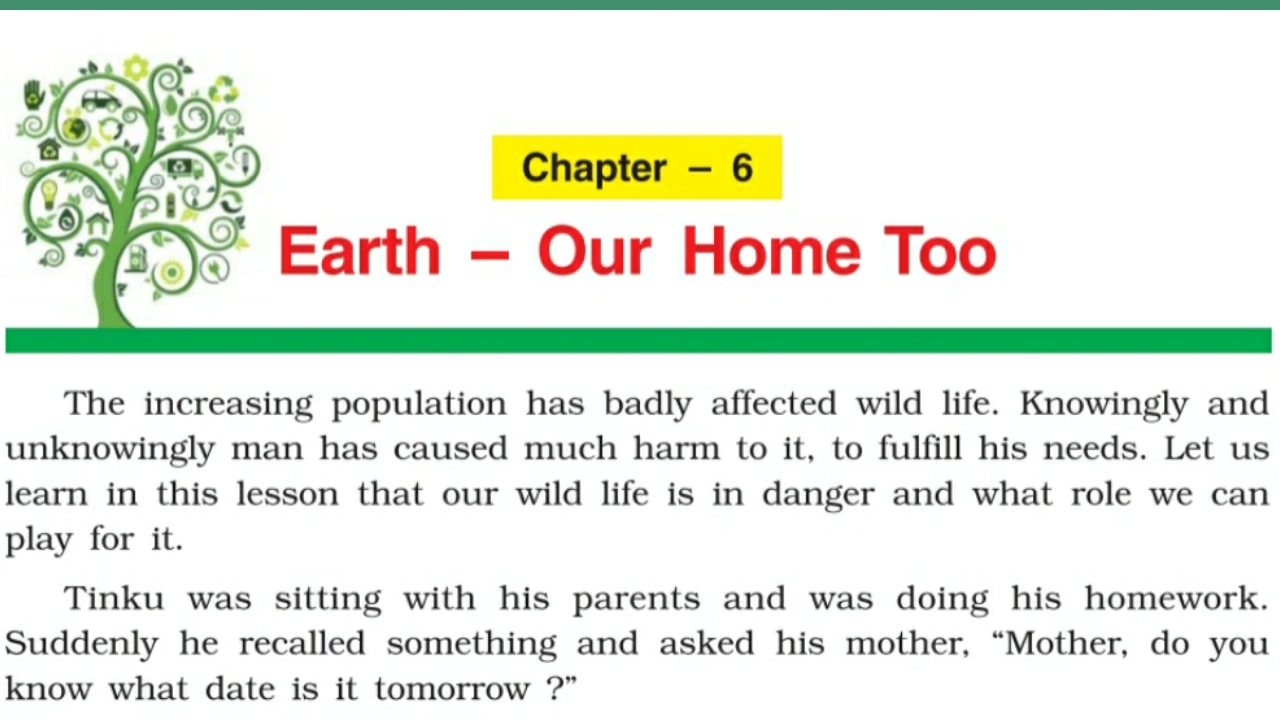 Chapter – 6
Earth – Our Home Too
The increasing population has badly affected wild life. Knowingly and
unknowingly man has caused much harm to it, to fulfill his needs. Let us
learn in this lesson that our wild life is in danger and what role we can
play for it.
Tinku was sitting with his parents and was doing his homework.
Suddenly he recalled something and asked his mother, “Mother, do you
know what date is it tomorrow ?”